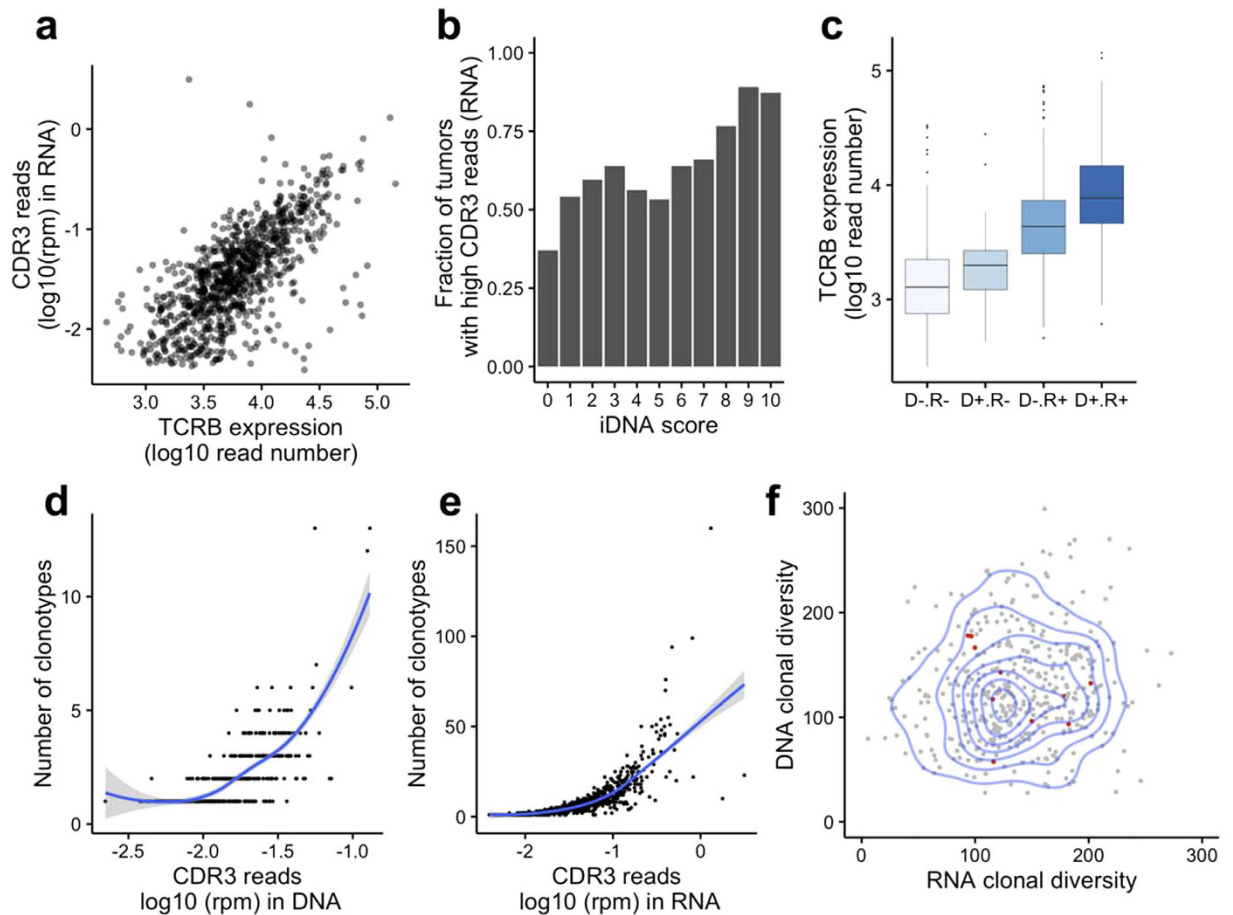 a
CDR3 reads
(log10(rpm) in RNA)
0
-1
-2
3.0 3.5 4.0 4.5 5.0
TCRB expression
(log10 read number)
b
Fraction of tumors
with high CDR3 reads (RNA)
1.00
0.75
0.50
0.25
0.00
0 1 2 3 4 5 6 7 8 9 10
iDNA score
c
TCRB expression
(log10 read number)
5
4
3
D-.R- D+.R- D-.R+ D+.R+
d
Number of clonotypes
10
5
0
-2.5 -2.0 -1.5 -1.0
CDR3 reads
log10 (rpm) in DNA
e
Number of clonotypes
150
100
50
0
-2 -1 0
CDR3 reads
log10 (rpm) in RNA
f
DNA clonal diversity
300
200
100
0
0 100 200 300
RNA clonal diversity